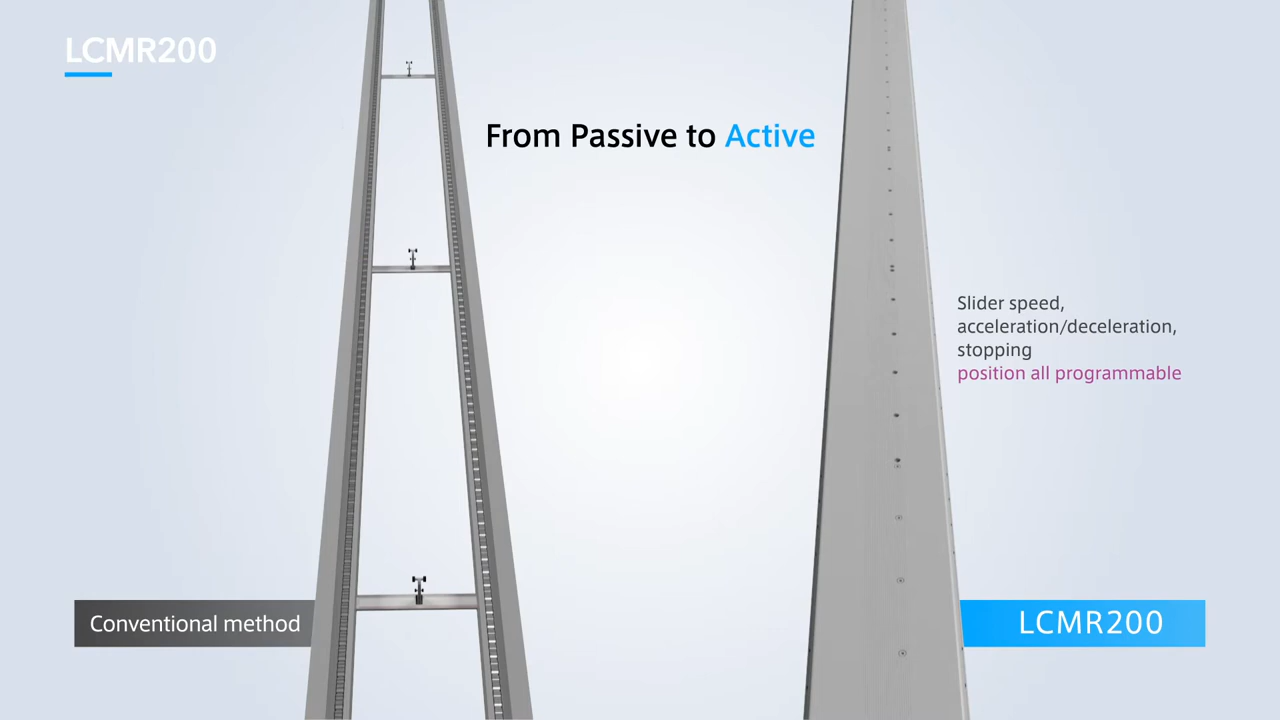 LCMR200
From Passive to Active
Slider speed,
acceleration/deceleration,
stopping
position all programmable
Conventional method
LCMR200